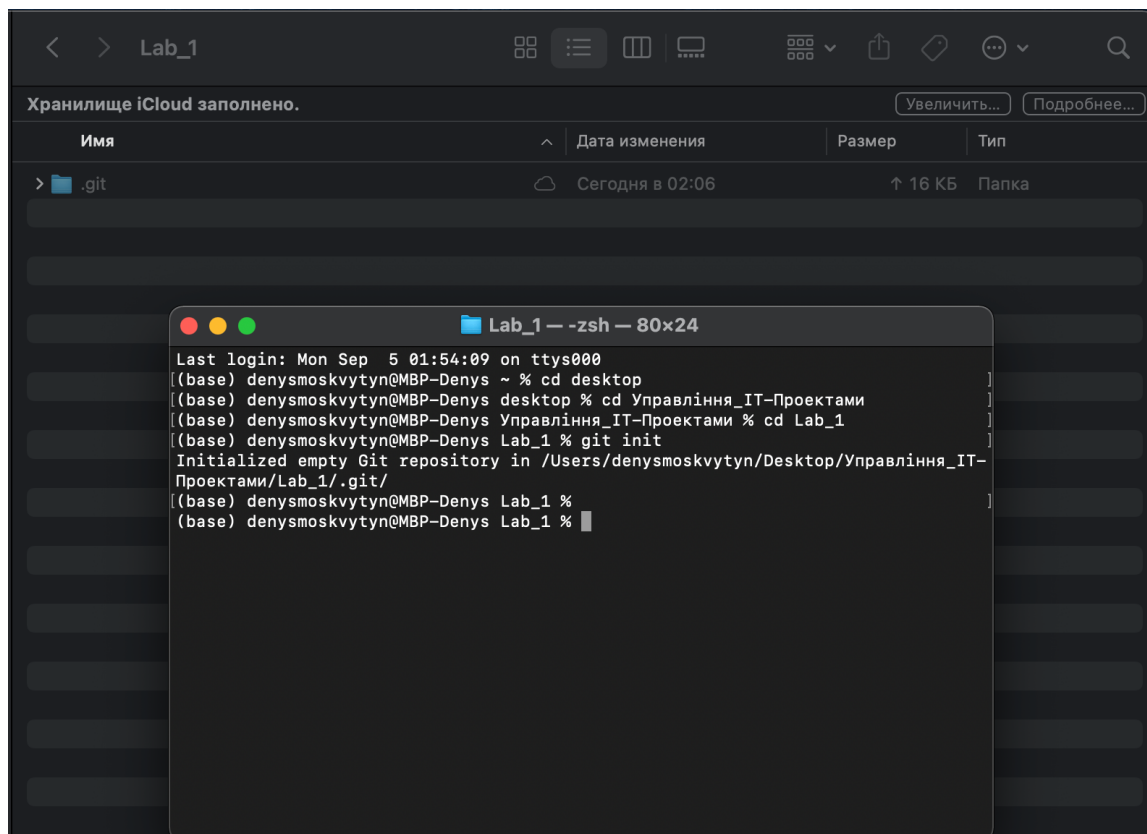 Lab_1
Хранилище iCloud заполнено.
Увеличить...
Подробнее...
Имя
Дата изменения
Размер
Тип
.git
Сегодня в 02:06
↑ 16 КБ
Папка
Lab_1 — -zsh — 80×24
Last login: Mon Sep  5 01:54:09 on ttys000
[(base) denysmoskvytyn@MBP-Denys ~ % cd desktop ]
[(base) denysmoskvytyn@MBP-Denys desktop % cd Управління_IT-Проектами ]
[(base) denysmoskvytyn@MBP-Denys Управління_IT-Проектами % cd Lab_1 ]
[(base) denysmoskvytyn@MBP-Denys Lab_1 % git init ]
Initialized empty Git repository in /Users/denysmoskvytyn/Desktop/Управління_IT-
Проектами/Lab_1/.git/
[(base) denysmoskvytyn@MBP-Denys Lab_1 % ]
(base) denysmoskvytyn@MBP-Denys Lab_1 %